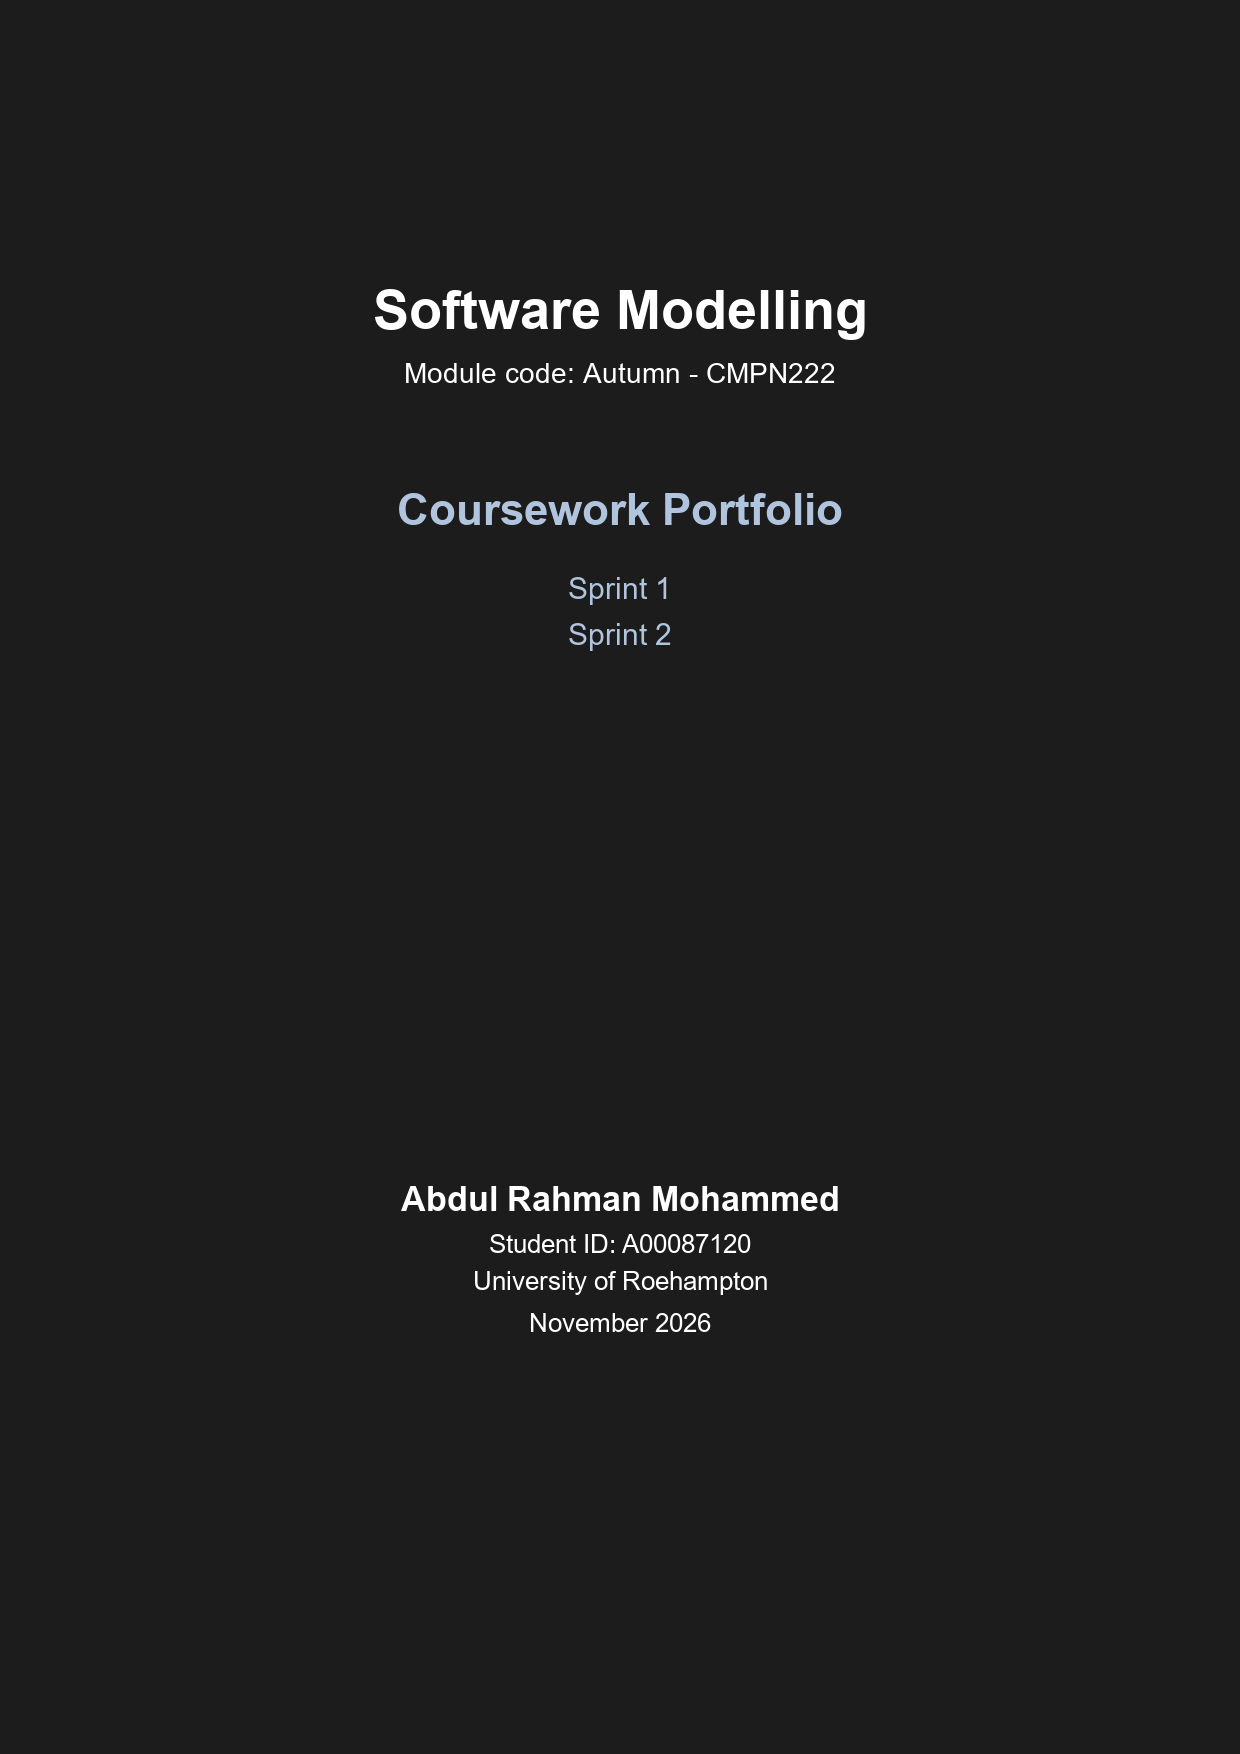 Software Modelling
Module code: Autumn - CMPN222
Coursework Portfolio
Sprint 1
Sprint 2
Abdul Rahman Mohammed
Student ID: A00087120
University of Roehampton
November 2026